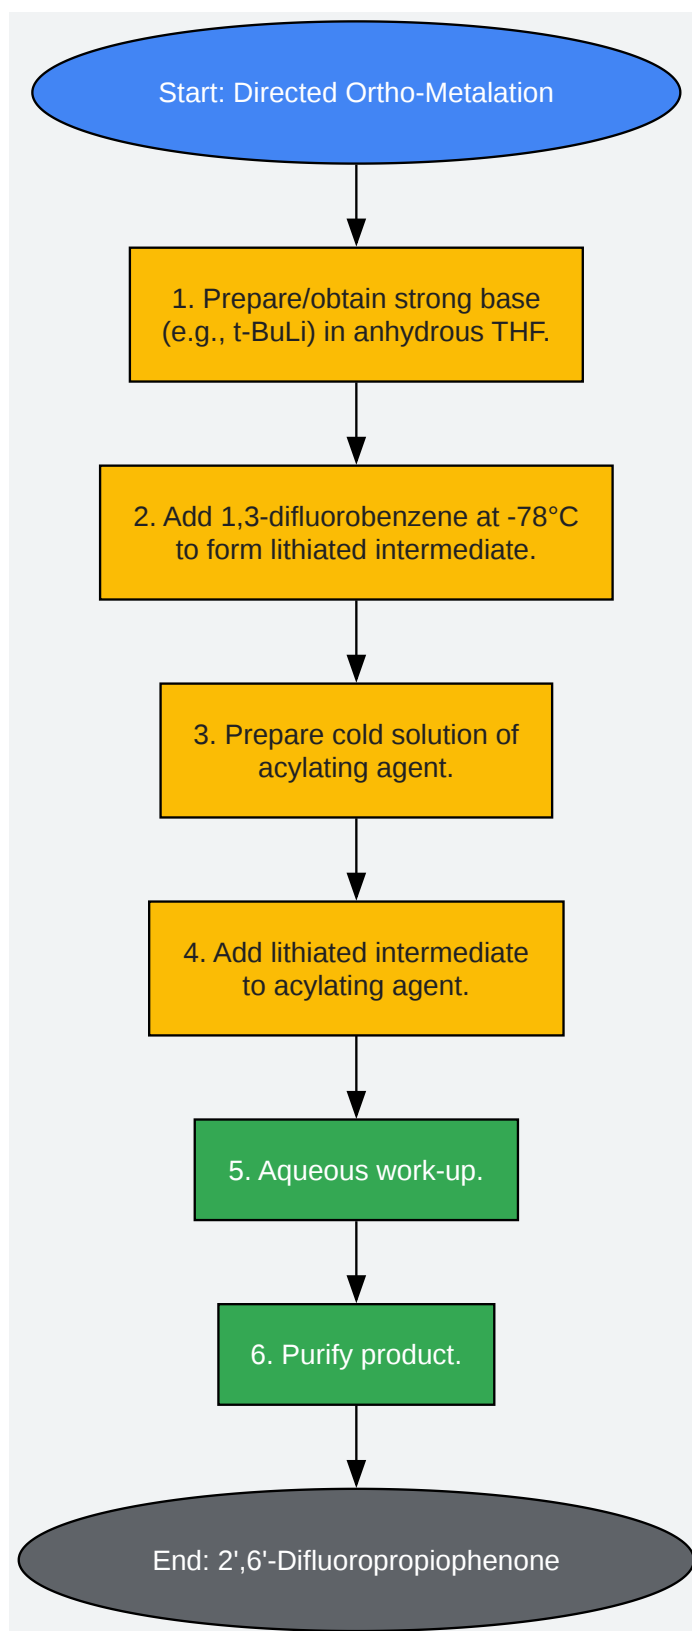 Start: Directed Ortho-Metalation
1. Prepare/obtain strong base
(e.g., t-BuLi) in anhydrous THF.
2. Add 1,3-difluorobenzene at -78°C
to form lithiated intermediate.
3. Prepare cold solution of
acylating agent.
4. Add lithiated intermediate
to acylating agent.
5. Aqueous work-up.
6. Purify product.
End: 2',6'-Difluoropropiophenone